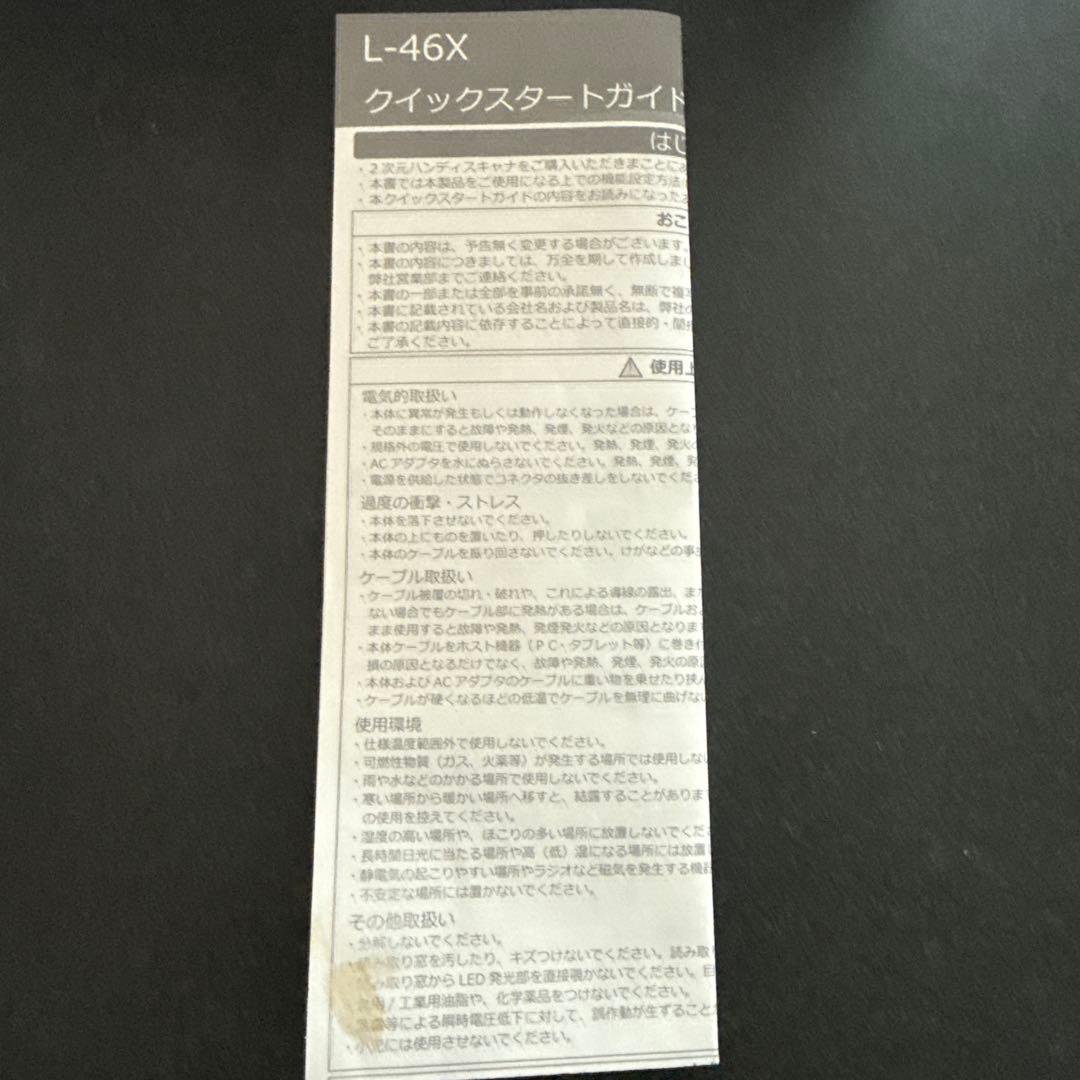 L-46X
クイックスタートガイド
はじ
・2次元ハンディスキャナをご購入いただきまことに
・本書では本製品をご使用になる上での機能設定方法
・本クイックスタートガイドの内容をお読みになった
おこ
・本書の内容は、予告無く変更する場合がございます。
・本書の内容につきましては、万全を期して作成しまし
弊社営業部までご連絡ください。
・本書の一部または全部を事前の承諾無く、無断で複
・本書に記載されている会社名および製品名は、弊社
・本書の記載内容に依存することによって直接的・間
ご了承ください。
使用上
電気的取扱い
・本体に異常が発生もしくは動作しなくなった場合は、ケー
そのままにすると故障や発熱、発煙、発火などの原因とな
・規格外の電圧で使用しないでください。発熱、発煙、発火
・ACアダプタを水にぬらさないでください。発熱、発煙、発
・電源を供給した状態でコネクタの抜き差しをしないでくだ
過度の衝撃・ストレス
・本体を落下させないでください。
・本体の上にものを置いたり、押したりしないでください。
・本体のケーブルを振り回さないでください。けがなどの事
ケーブル取扱い
・ケーブル被覆の切れ・破れや、これによる導線の露出、ま
ない場合でもケーブル部に発熱がある場合は、ケーブルお
まま使用すると故障や発熱、発煙発火などの原因となりま
・本体ケーブルをホスト機器（PC・タブレット等）に巻き
損の原因となるだけでなく、故障や発熱、発煙、発火の原
・本体およびACアダプタのケーブルに重い物を乗せたり挟
・ケーブルが硬くなるほどの低温でケーブルを無理に曲げな
使用環境
・仕様温度範囲外で使用しないでください。
・可燃性物質（ガス、火薬等）が発生する場所では使用しな
・雨や水などのかかる場所で使用しないでください。
・寒い場所から暖かい場所へ移すと、結露することがありま
の使用を控えてください。
・湿度の高い場所や、ほこりの多い場所に放置しないでくだ
・長時間日光に当たる場所や高（低）温になる場所には放置
・静電気の起こりやすい場所やラジオなど磁気を発生する機器
・不安定な場所には置かないでください。
その他取扱い
・分解しないでください。
み取り窓を汚したり、キズつけないでください。読み取
み取り窓からLED発光部を直接覗かないでください。目
/工業用油脂や、化学薬品をつけないでください。
等による瞬時電圧低下に対して、誤作動が生ずること
には使用させないでください。